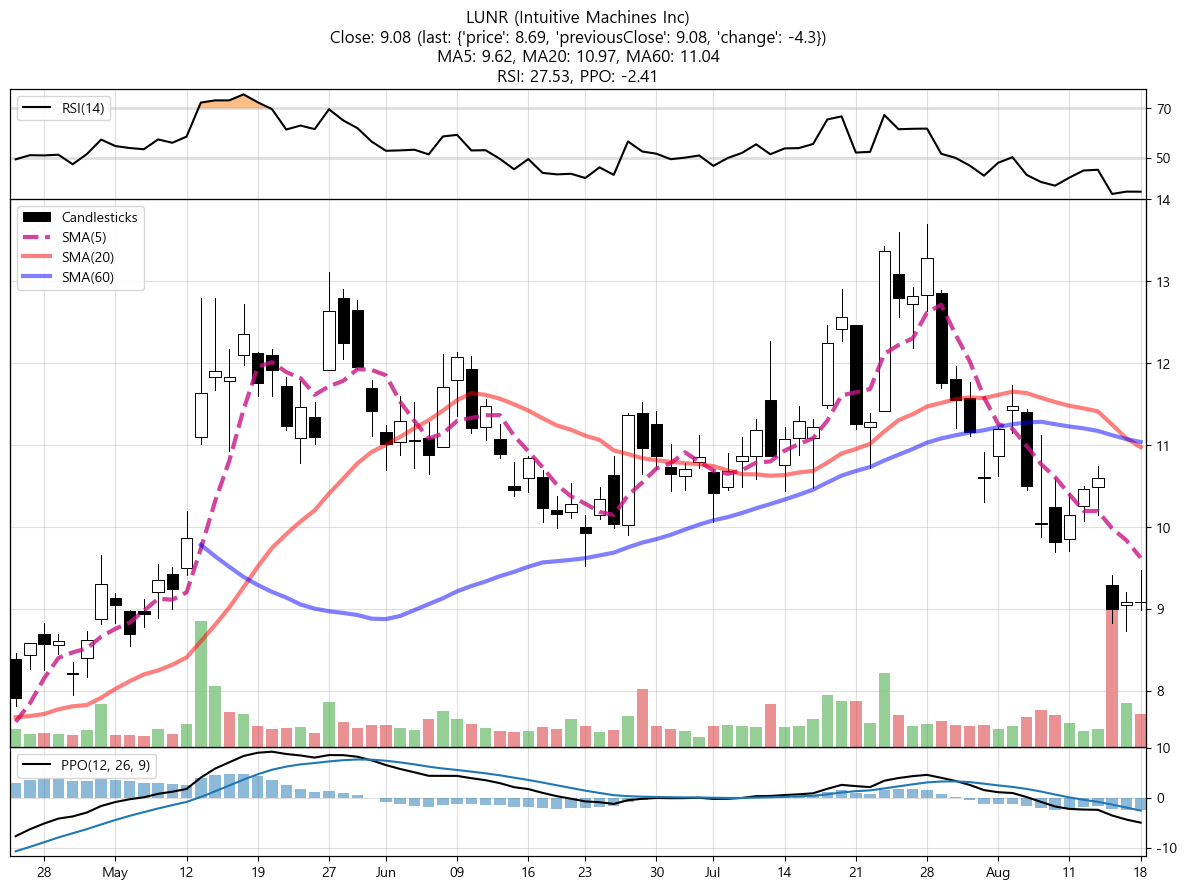 LUNR (Intuitive Machines Inc)
Close: 9.08 (last: {'price': 8.69, 'previousClose': 9.08, 'change': -4.3})
MA5: 9.62, MA20: 10.97, MA60: 11.04
RSI: 27.53, PPO: -2.41
RSI(14)
70
50
14
Candlesticks
SMA(5)
SMA(20)
SMA(60)
13
12
11
10
9
8
PPO(12, 26, 9)
10
0
-10
28 May 12 19 27 Jun 09 16 23 30 Jul 14 21 28 Aug 11 18